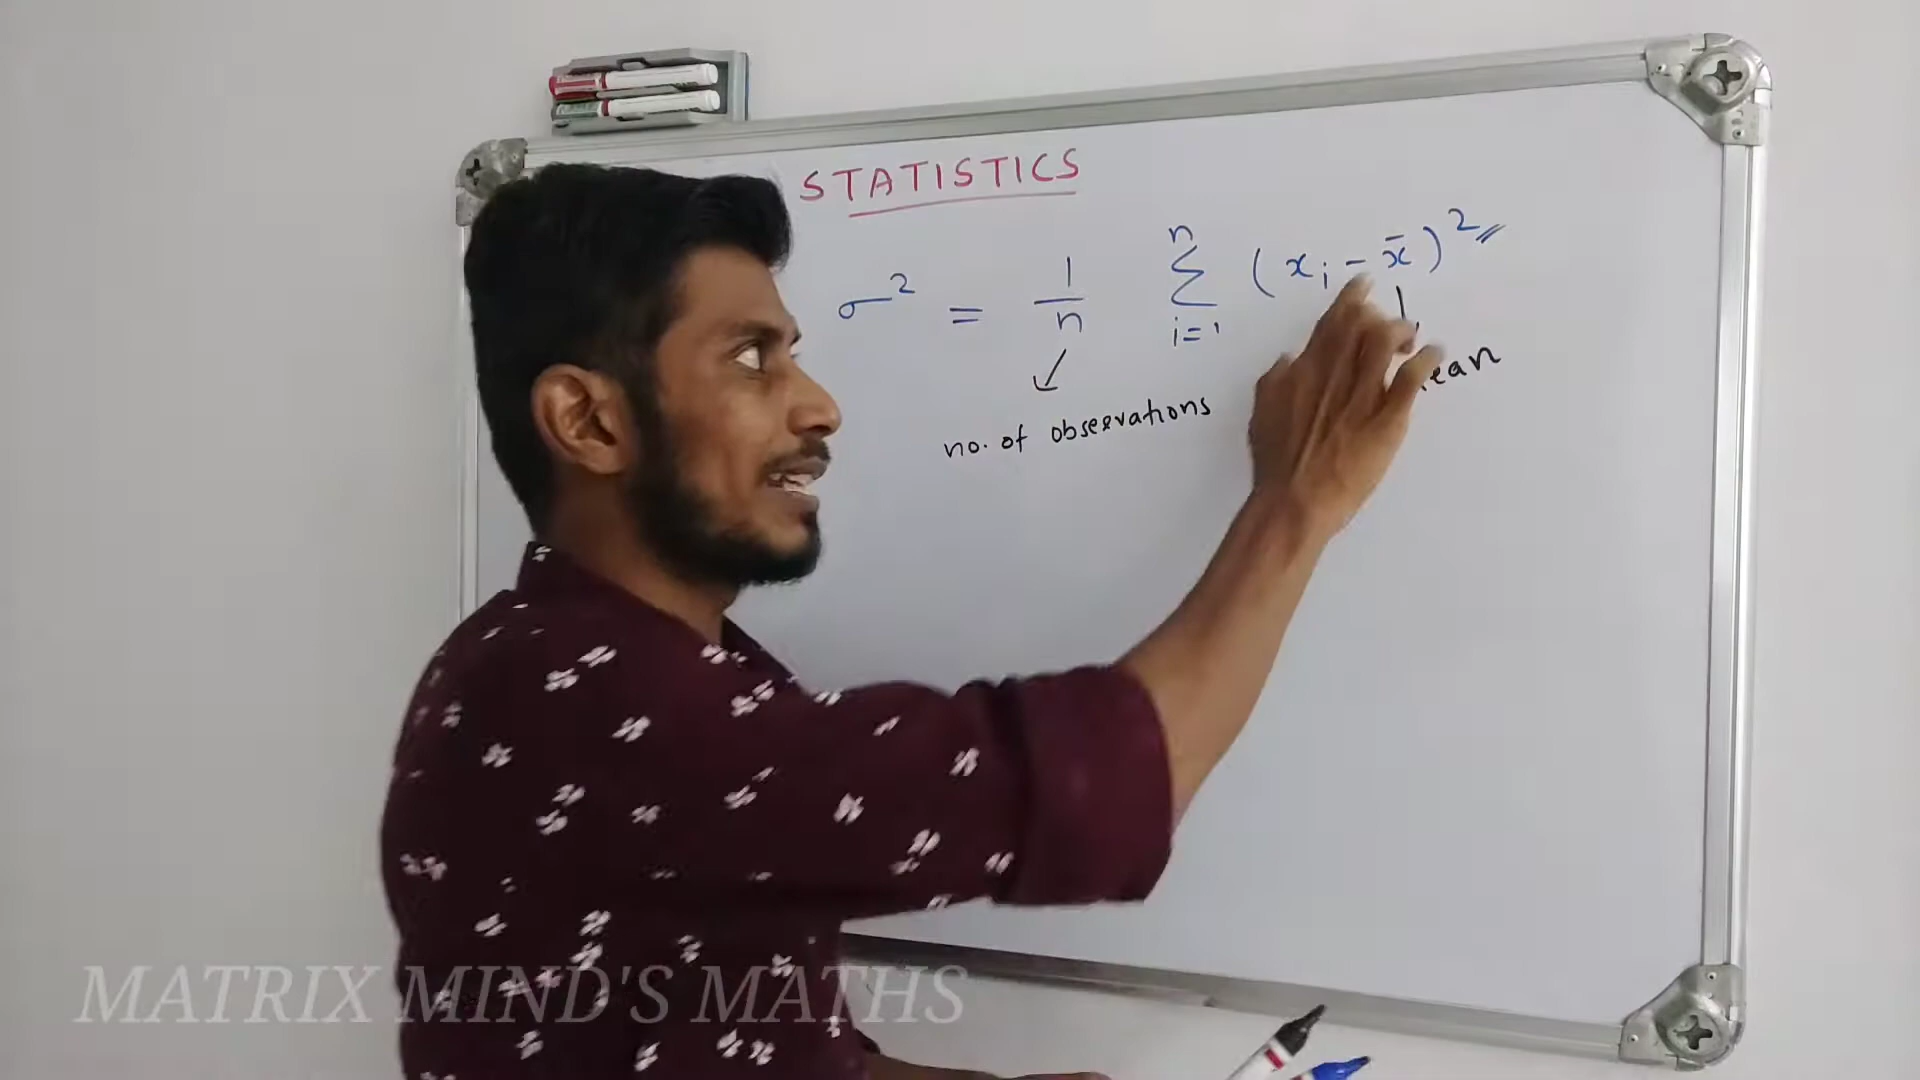 STATISTICS
σ² = 1/n n Σ i=1 (xᵢ - x̄)²
no. of observations
MATRIX MIND'S MATHS